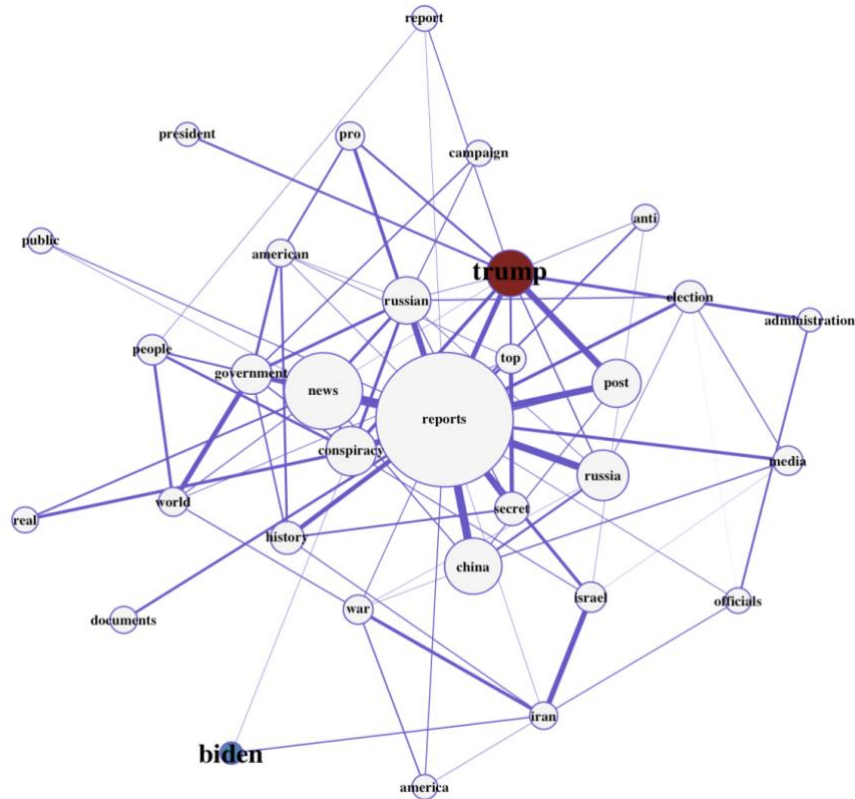 report
president
pro
campaign
anti
public
american
trump
russian
election
administration
people
government
top
news
post
reports
conspiracy
media
russia
real
world
secret
history
china
documents
war
israel
officials
iran
biden
america